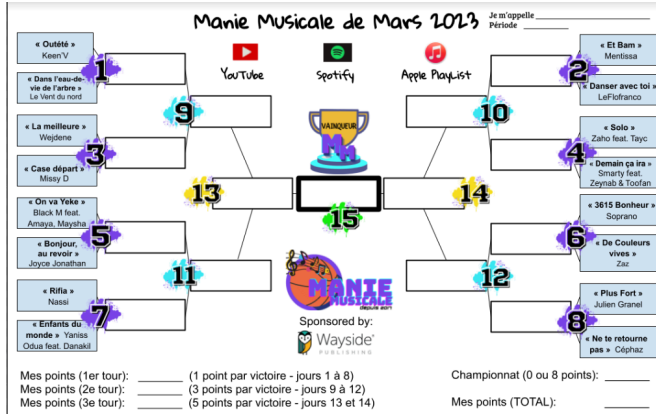 Manie Musicale de Mars 2023
Je m'appelle
Période
YouTube
Spotify
Apple PlayList
« Outété »
Keen'V
1
« Dans l'eau-de-
vie de l'arbre »
Le Vent du nord
9
« La meilleure »
Wejdene
3
« Case départ »
Missy D
13
« On va Yeke »
Black M feat.
Amaya, Maysha
5
« Bonjour,
au revoir »
Joyce Jonathan
11
« Rifia »
Nassi
7
« Enfants du
monde » Yaniss
Odua feat. Danakil
VAINQUEUR
MM
15
MANIE
MUSICALE
depuis 2017
Sponsored by:
Wayside
PUBLISHING
« Et Bam »
Mentissa
2
« Danser avec toi »
LeFlofranco
10
« Solo »
Zaho feat. Tayc
4
« Demain ça ira »
Smarty feat.
Zeynab & Toofan
14
« 3615 Bonheur »
Soprano
6
« De Couleurs
vives »
Zaz
12
« Plus Fort »
Julien Granel
8
« Ne te retourne
pas » Céphaz
Mes points (1er tour): (1 point par victoire - jours 1 à 8)
Mes points (2e tour): (3 points par victoire - jours 9 à 12)
Mes points (3e tour): (5 points par victoire - jours 13 et 14)
Championnat (0 ou 8 points):
Mes points (TOTAL):